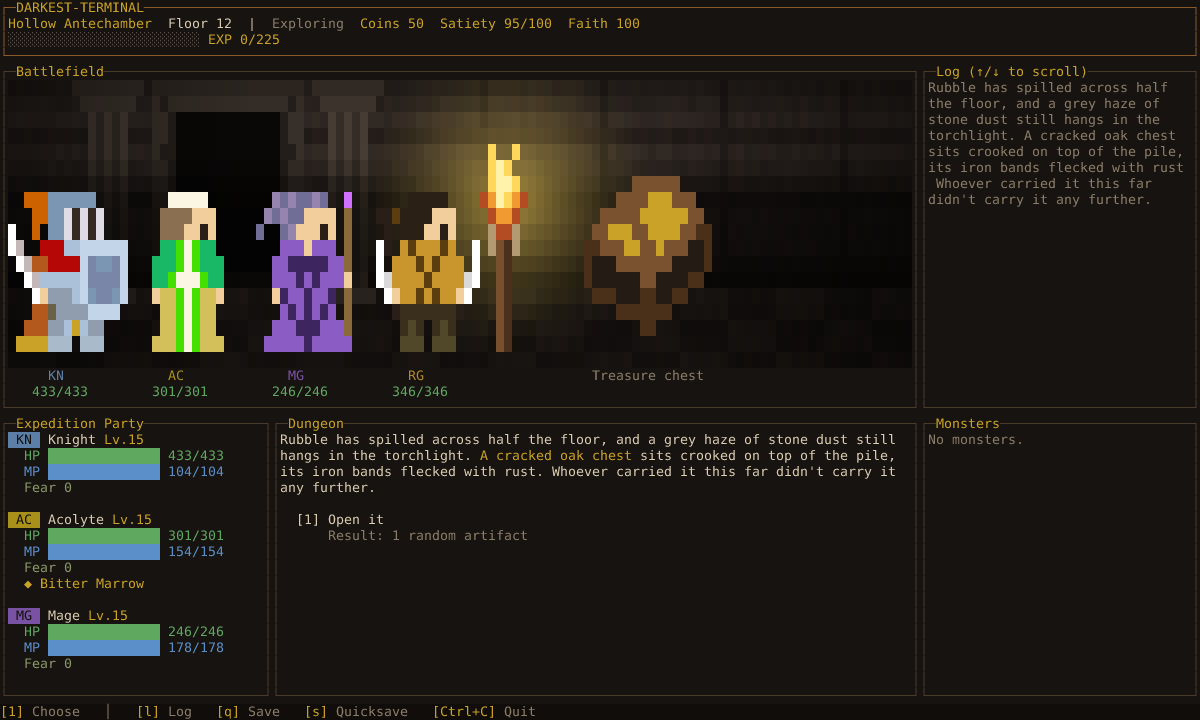 DARKEST-TERMINAL
Hollow Antechamber  Floor 12  |  Exploring  Coins 50  Satiety 95/100  Faith 100
EXP 0/225
Battlefield
KN AC MG RG Treasure chest
433/433 301/301 246/246 346/346
Log (↑/↓ to scroll)
Rubble has spilled across half
the floor, and a grey haze of
stone dust still hangs in the
torchlight. A cracked oak chest
sits crooked on top of the pile,
its iron bands flecked with rust
Whoever carried it this far
didn't carry it any further.
Expedition Party
KN Knight Lv.15
HP 433/433
MP 104/104
Fear 0
AC Acolyte Lv.15
HP 301/301
MP 154/154
Fear 0
◆ Bitter Marrow
MG Mage Lv.15
HP 246/246
MP 178/178
Fear 0
Dungeon
Rubble has spilled across half the floor, and a grey haze of stone dust still
hangs in the torchlight. A cracked oak chest sits crooked on top of the pile,
its iron bands flecked with rust. Whoever carried it this far didn't carry it
any further.
[1] Open it
Result: 1 random artifact
Monsters
No monsters.
[1] Choose | [l] Log [q] Save [s] Quicksave [Ctrl+C] Quit